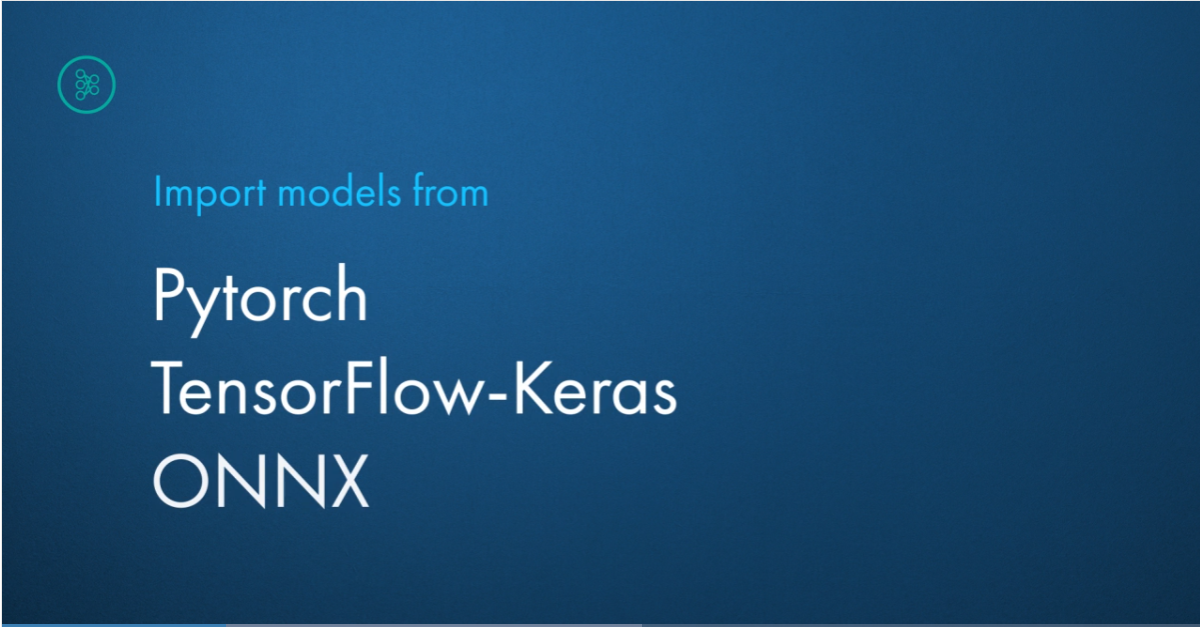 Import models from
Pytorch
TensorFlow-Keras
ONNX